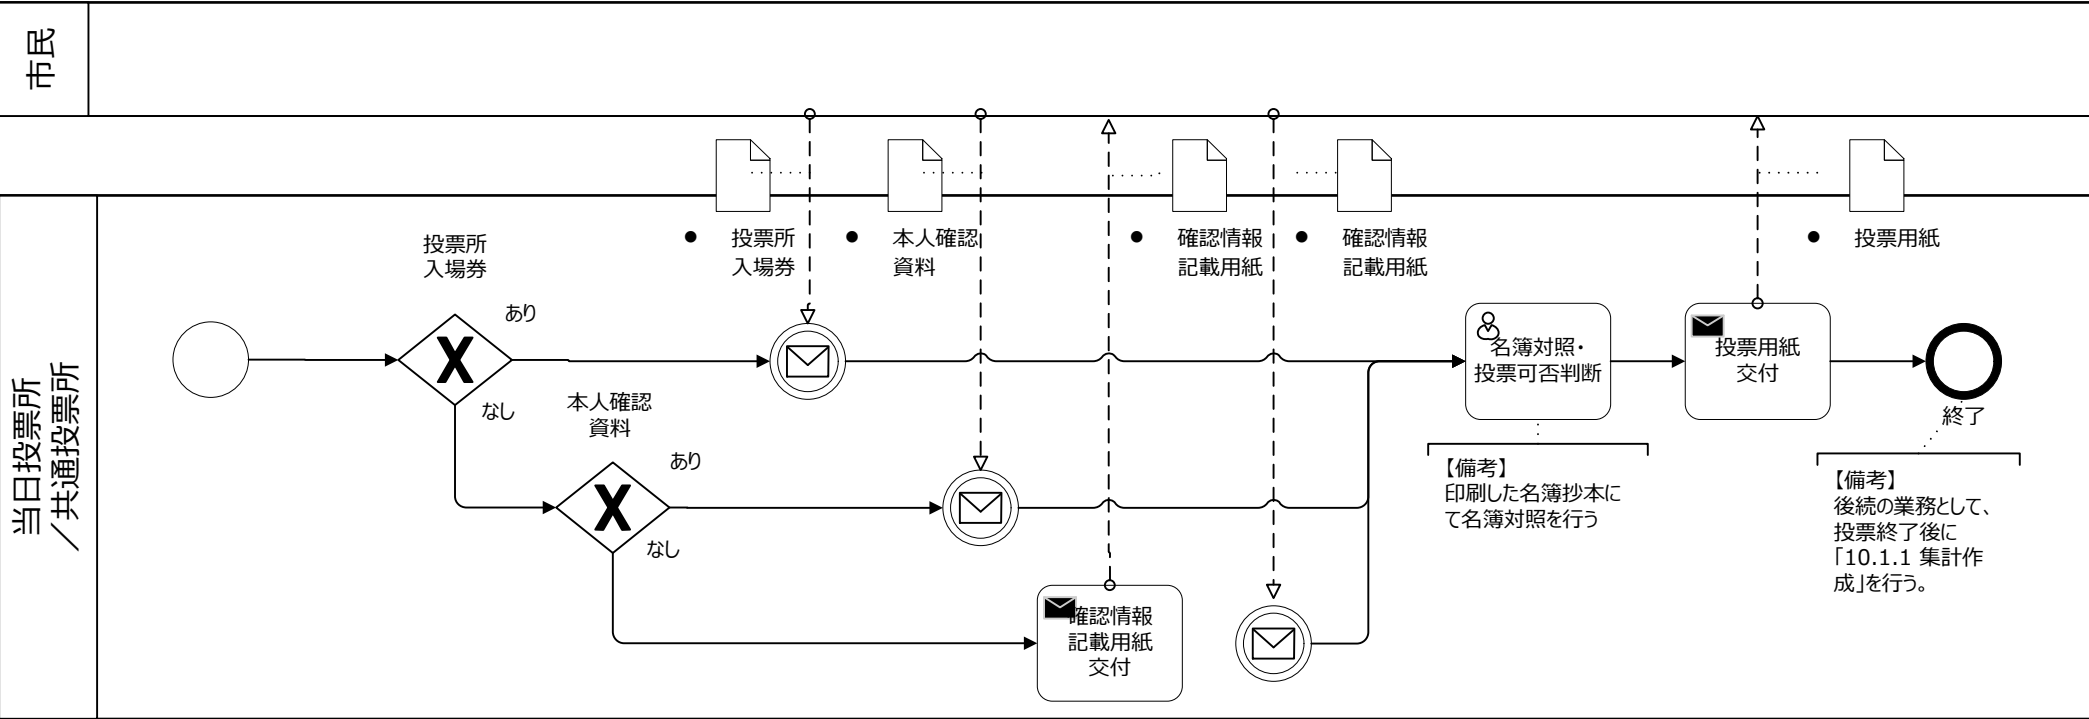 市民
当日投票所
／共通投票所
投票所
入場券
あり
なし
本人確認
資料
あり
なし
● 投票所
入場券
● 本人確認
資料
● 確認情報
記載用紙
● 確認情報
記載用紙
● 投票用紙
確認情報
記載用紙
交付
名簿対照・
投票可否判断
投票用紙
交付
終了
【備考】
印刷した名簿抄本に
て名簿対照を行う
【備考】
後続の業務として、
投票終了後に
「10.1.1 集計作
成」を行う。